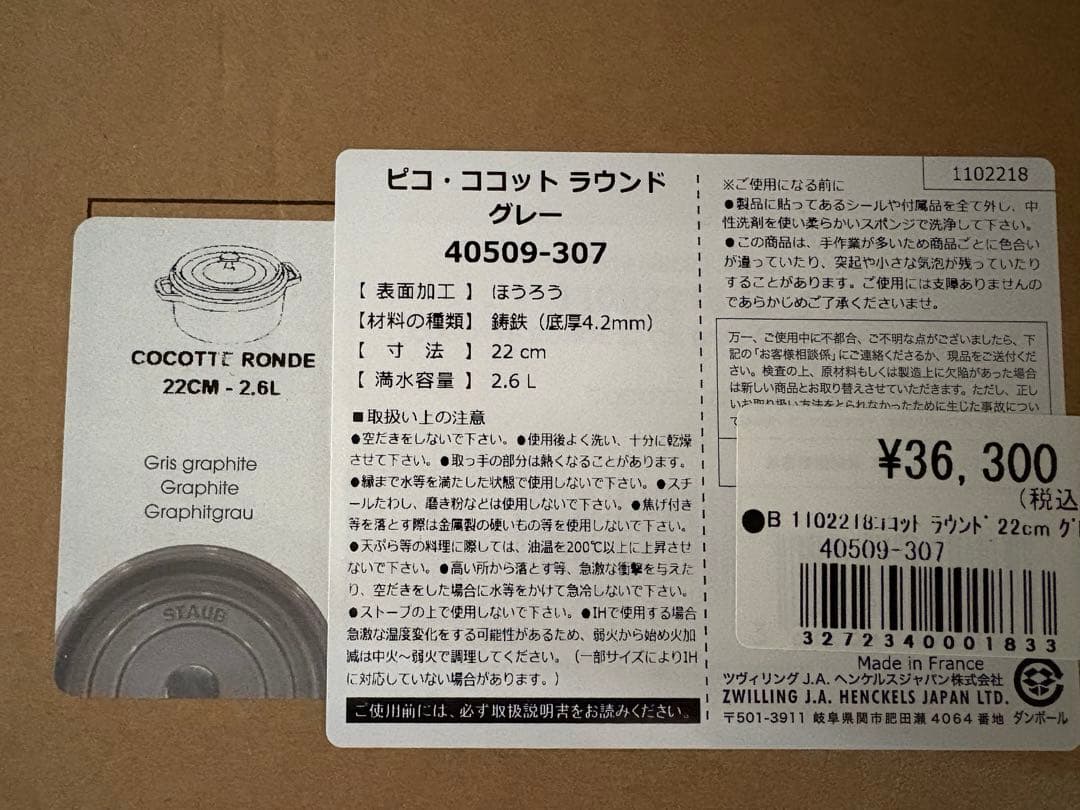 COCOTTE RONDE
22CM - 2.6L
Gris graphite
Graphite
Graphitgrau
STAUB
ピコ・ココット ラウンド
グレー
40509-307
【 表面加工 】 ほうろう
【材料の種類】 鋳鉄（底厚4.2mm）
【 寸 法 】 22 cm
【 満水容量 】 2.6 L
■取扱い上の注意
●空だきをしないで下さい。●使用後よく洗い、十分に乾燥
させて下さい。●取っ手の部分は熱くなることがあります。
●縁まで水等を満たした状態で使用しないで下さい。●スチ
ールたわし、磨き粉などは使用しないで下さい。●焦げ付き
等を落とす際は金属製の硬いもの等を使用しないで下さい。
●天ぷら等の料理に際しては、油温を200℃以上に上昇させ
ないで下さい。●高い所から落とす等、急激な衝撃を与えた
り、空だきをした場合に水等をかけて急冷しないで下さい。
●ストーブの上で使用しないで下さい。●IHで使用する場合
急激な温度変化をする可能性があるため、弱火から始め火加
減は中火～弱火で調理してください。（一部サイズによりIH
に対応していない場合があります。）
ご使用前には、必ず取扱説明書をお読みください。
1102218
※ご使用になる前に
●製品に貼ってあるシールや付属品を全て外し、中
性洗剤を使い柔らかいスポンジで洗浄して下さい。
●この商品は、手作業が多いため商品ごとに色合い
が違っていたり、突起や小さな気泡が残っていたり
することがあります。ご使用には支障ありませんの
であらかじめご了承くださいませ。
万一、ご使用中に不都合、ご不明な点がございましたら、下
記の「お客様相談係」にご連絡くださるか、現品をご送付くだ
さい。検査の上、原材料もしくは製造上に欠陥があった場合
は新しい商品とお取り替えさせていただきます。ただし、正し
いお取り扱い方法をとられなかったために生じた事故につい
¥36,300
（税込
●B 1102218ココット ラウンド 22cm グ
40509-307
3272340001833
Made in France
ツヴィリング J.A. ヘンケルスジャパン株式会社
ZWILLING J.A. HENCKELS JAPAN LTD.
〒501-3911 岐阜県関市肥田瀬 4064 番地
ダンボール